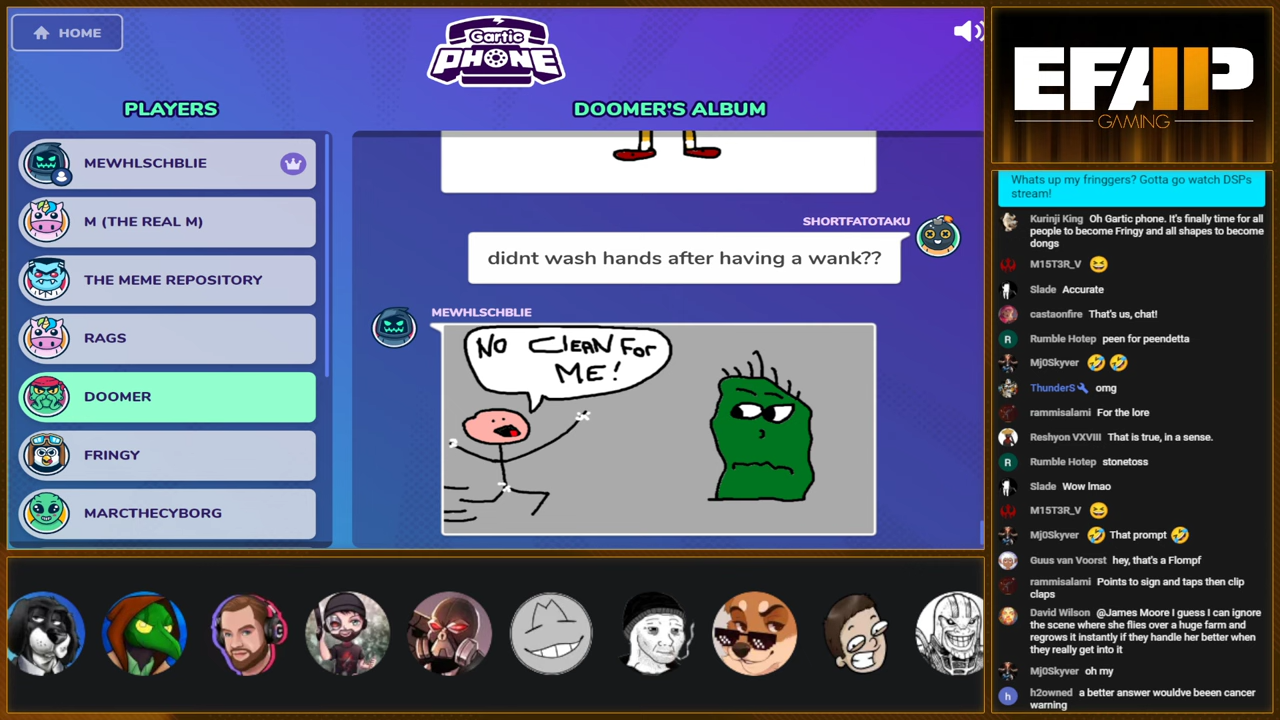 HOME
Gartic
PHONE
PLAYERS
DOOMER'S ALBUM
MEWHLSCHBLIE
M (THE REAL M)
THE MEME REPOSITORY
RAGS
DOOMER
FRINGY
MARCTHECYBORG
SHORTFATOTAKU
didnt wash hands after having a wank??
MEWHLSCHBLIE
NO CLEAN For
ME!
EFAP
GAMING
Whats up my fringgers? Gotta go watch DSPs
stream!
Kurinji King Oh Gartic phone. It's finally time for all
people to become Fringy and all shapes to become
dongs
M15T3R_V 😆
Slade Accurate
castaonfire That's us, chat!
R Rumble Hotep peen for peendetta
Mj0Skyver 🤣 🤣
ThunderS omg
rammisalami For the lore
Reshyon VXVIII That is true, in a sense.
R Rumble Hotep stonetoss
Slade Wow lmao
M15T3R_V 😆
Mj0Skyver 🤣 That prompt 🤣
Guus van Voorst hey, that's a Flompf
rammisalami Points to sign and taps then clip
claps
David Wilson @James Moore I guess I can ignore
the scene where she flies over a huge farm and
regrows it instantly if they handle her better when
they really get into it
Mj0Skyver oh my
h h2owned a better answer wouldve beeen cancer
warning